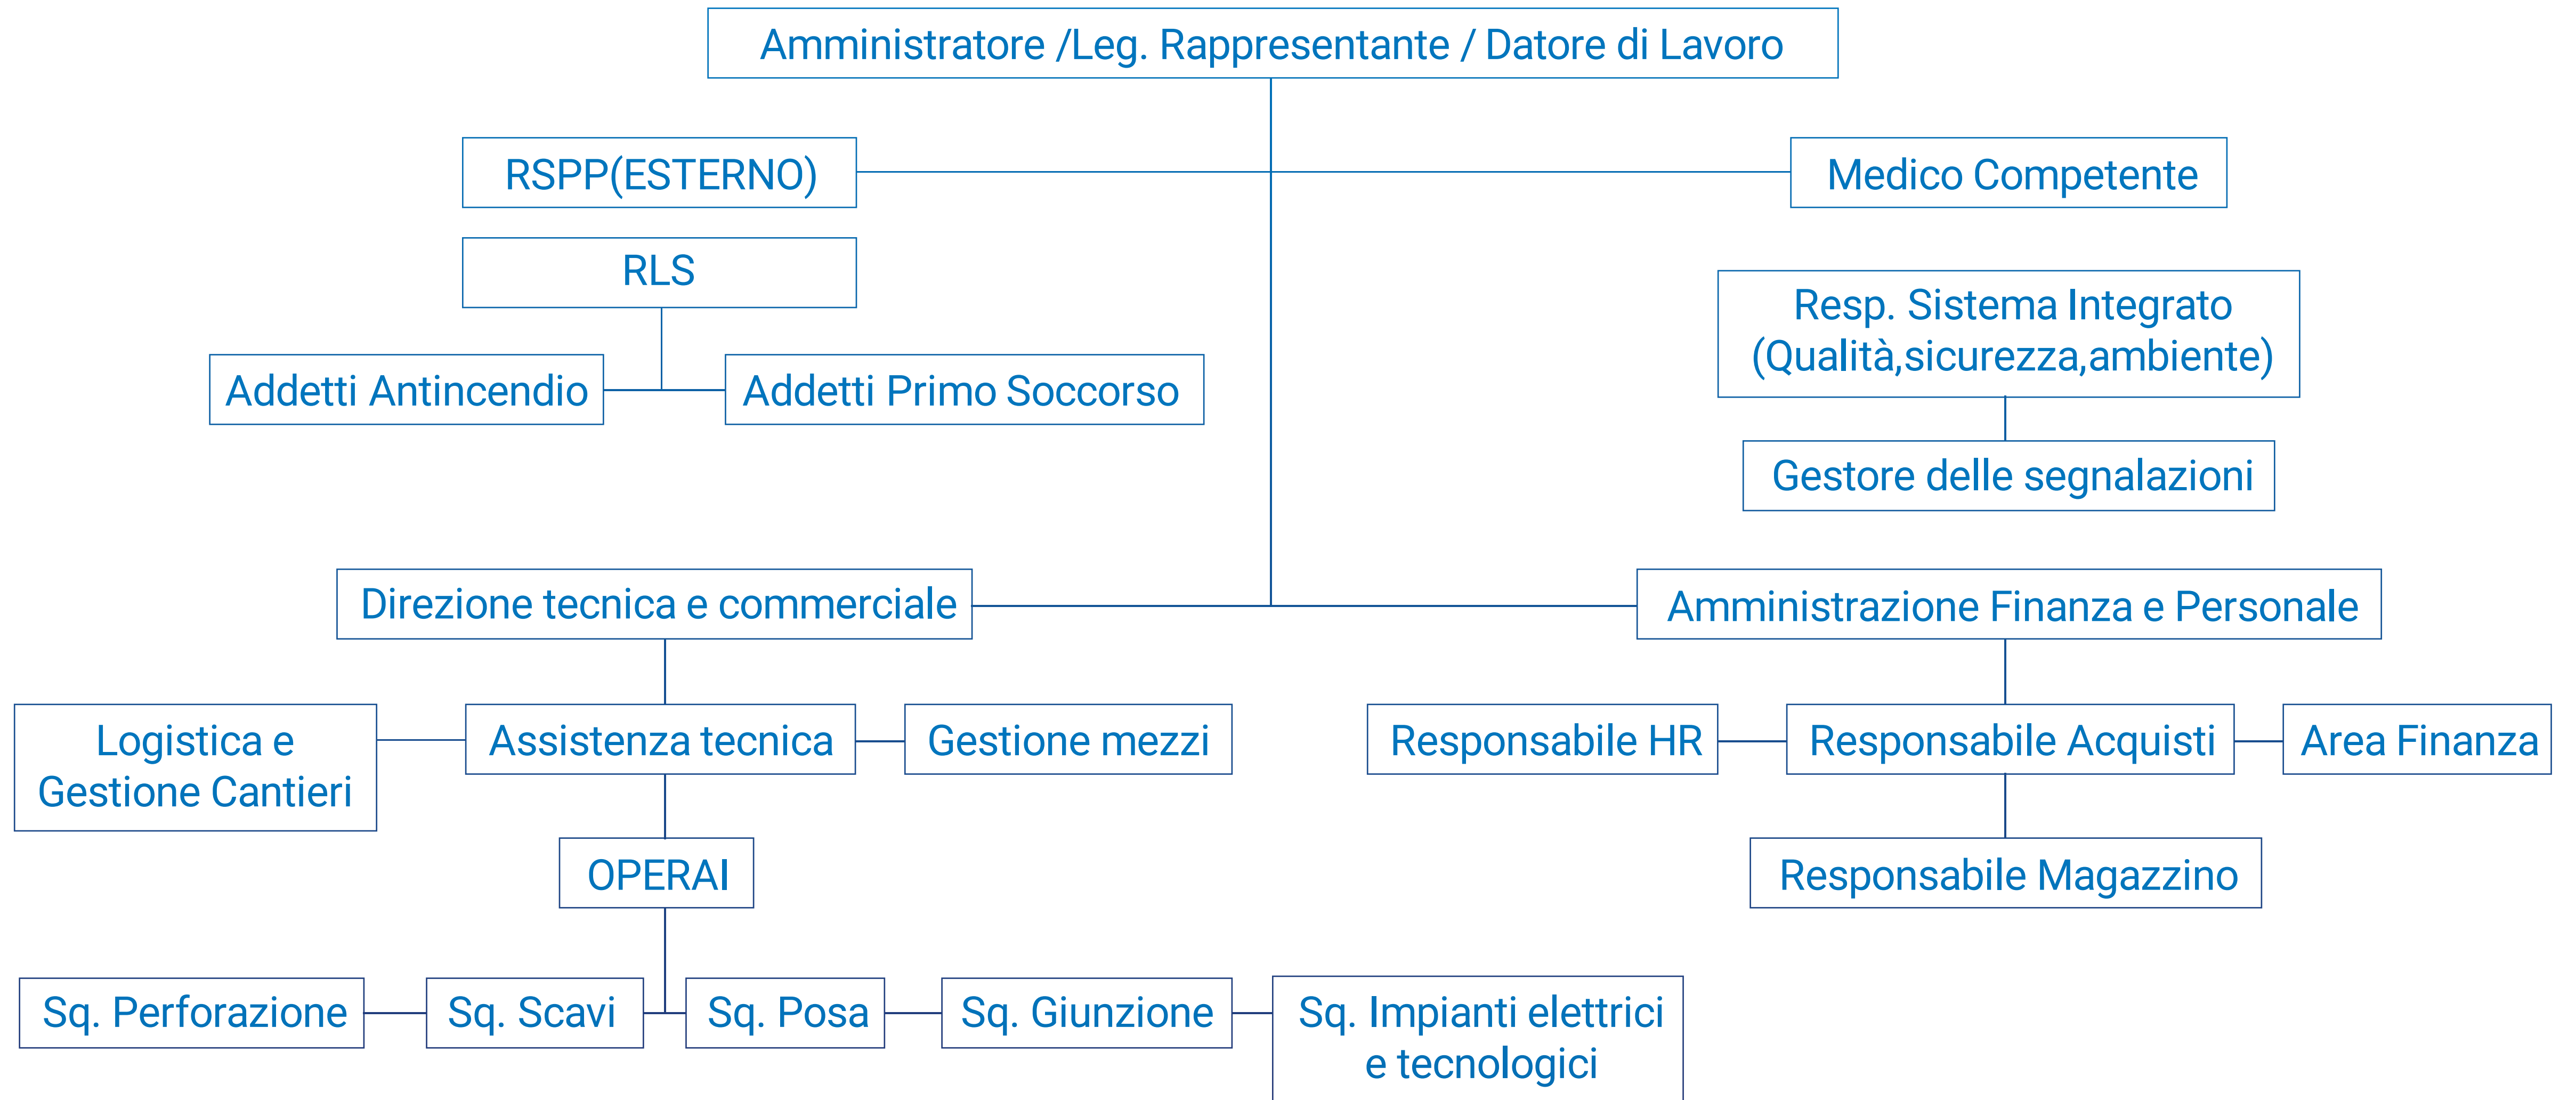 Amministratore /Leg. Rappresentante / Datore di Lavoro
RSPP(ESTERNO)
Medico Competente
RLS
Resp. Sistema Integrato
(Qualità,sicurezza,ambiente)
Addetti Antincendio
Addetti Primo Soccorso
Gestore delle segnalazioni
Direzione tecnica e commerciale
Amministrazione Finanza e Personale
Logistica e
Gestione Cantieri
Assistenza tecnica
Gestione mezzi
Responsabile HR
Responsabile Acquisti
Area Finanza
OPERAI
Responsabile Magazzino
Sq. Perforazione
Sq. Scavi
Sq. Posa
Sq. Giunzione
Sq. Impianti elettrici
e tecnologici